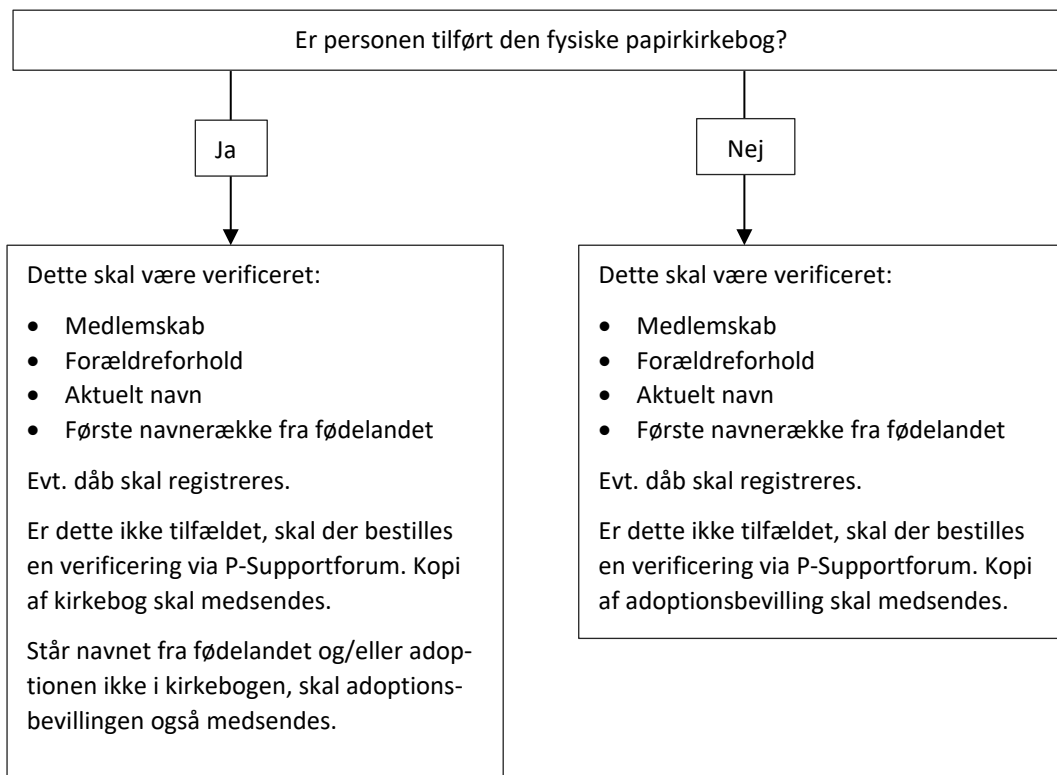 Er personen tilført den fysiske papirkirkebog?
Ja
Nej
Dette skal være verificeret:
• Medlemskab
• Forældreforhold
• Aktuelt navn
• Første navnerække fra fødelandet
Evt. dåb skal registreres.
Er dette ikke tilfældet, skal der bestilles
en verificering via P-Supportforum. Kopi
af kirkebog skal medsendes.
Står navnet fra fødelandet og/eller adop-
tionen ikke i kirkebogen, skal adoptions-
bevillingen også medsendes.
Dette skal være verificeret:
• Medlemskab
• Forældreforhold
• Aktuelt navn
• Første navnerække fra fødelandet
Evt. dåb skal registreres.
Er dette ikke tilfældet, skal der bestilles
en verificering via P-Supportforum. Kopi
af adoptionsbevilling skal medsendes.